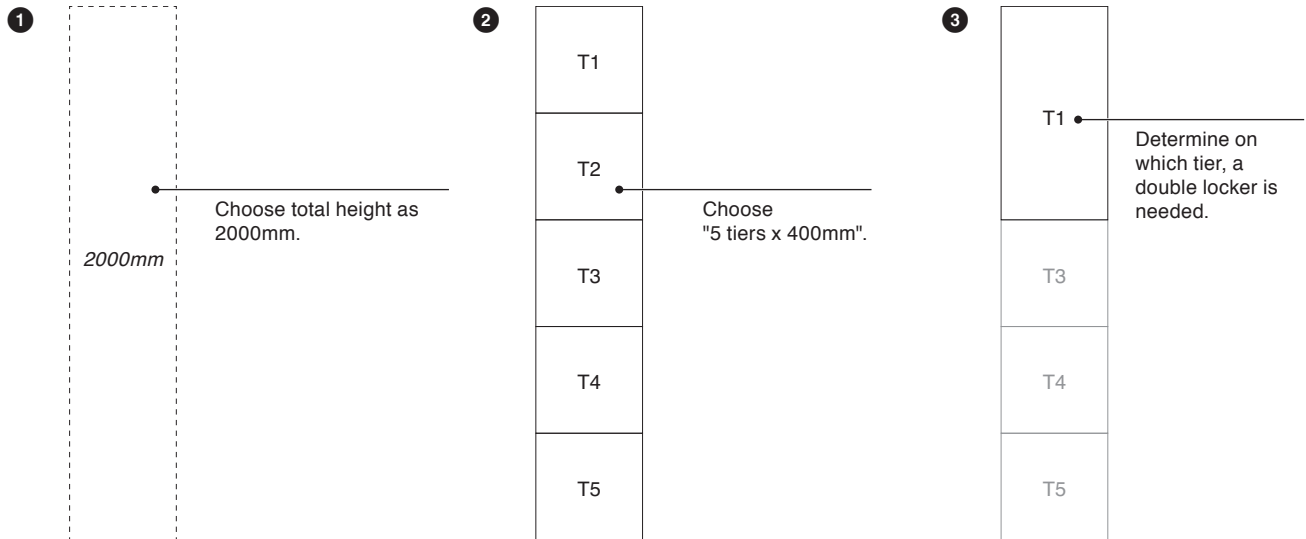 1
2000mm
Choose total height as
2000mm.
2
T1
T2
T3
T4
T5
Choose
"5 tiers x 400mm".
3
T1
T3
T4
T5
Determine on
which tier, a
double locker is
needed.